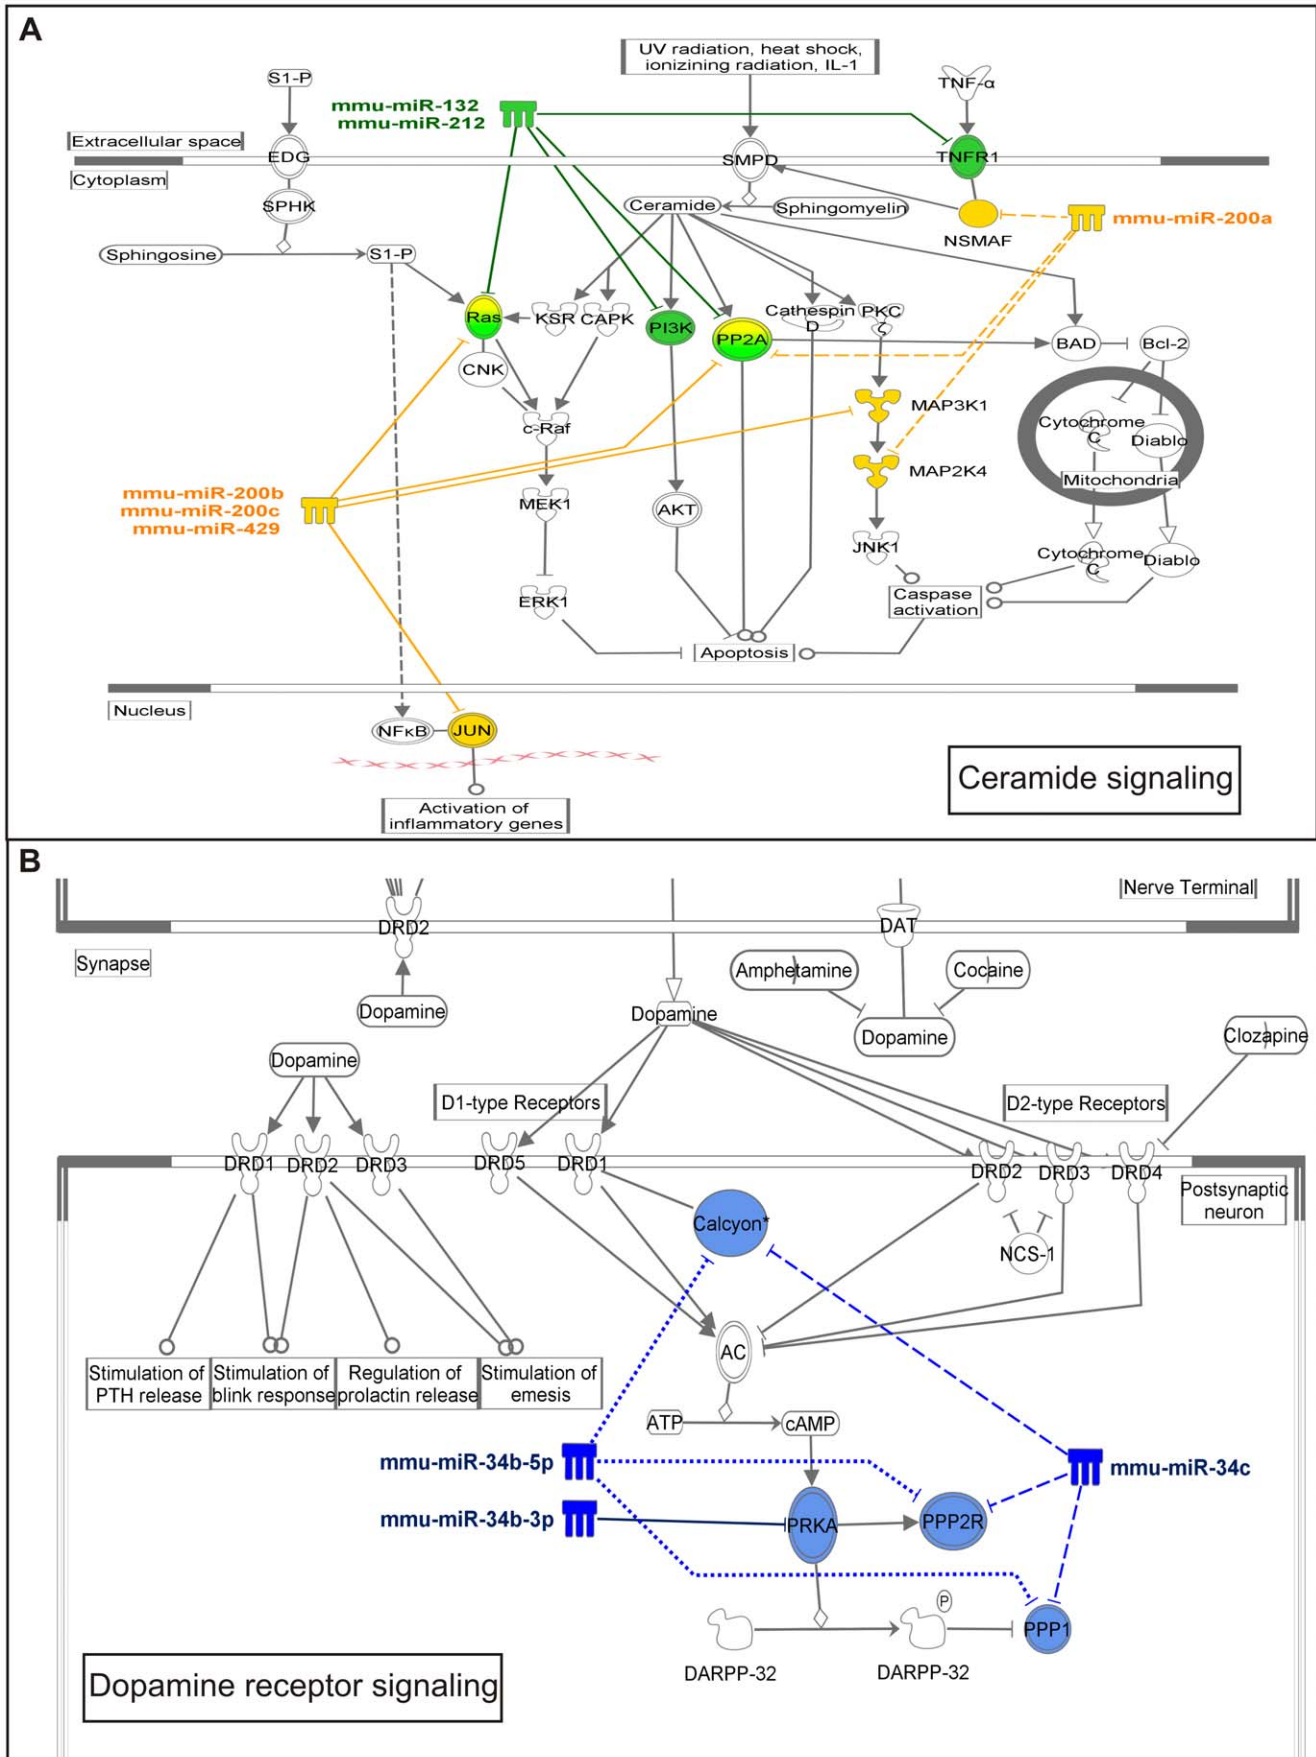 A
UV radiation, heat shock,
ionizining radiation, IL-1
S1-P
TNF-α
mmu-miR-132
mmu-miR-212
Extracellular space
EDG
SMPD
TNFR1
Cytoplasm
SPHK
Ceramide
Sphingomyelin
mmu-miR-200a
NSMAF
Sphingosine
S1-P
Ras
KSR
CAPK
PI3K
PP2A
Cathespin
D
PKC
ζ
BAD
Bcl-2
CNK
MAP3K1
c-Raf
Cytochrome
C
Diablo
MAP2K4
Mitochondria
mmu-miR-200b
mmu-miR-200c
mmu-miR-429
MEK1
AKT
JNK1
Cytochrome
C
Diablo
ERK1
Caspase
activation
Apoptosis
Nucleus
NFκB
JUN
Activation of
inflammatory genes
Ceramide signaling
B
Nerve Terminal
DRD2
DAT
Synapse
Amphetamine
Cocaine
Dopamine
Dopamine
Dopamine
Clozapine
Dopamine
D1-type Receptors
D2-type Receptors
DRD1
DRD2
DRD3
DRD5
DRD1
DRD2
DRD3
DRD4
Postsynaptic
neuron
Calcyon*
NCS-1
AC
Stimulation of
PTH release
Stimulation of
blink response
Regulation of
prolactin release
Stimulation of
emesis
ATP
cAMP
mmu-miR-34b-5p
mmu-miR-34c
mmu-miR-34b-3p
PRKA
PPP2R
P
PPP1
DARPP-32
DARPP-32
Dopamine receptor signaling